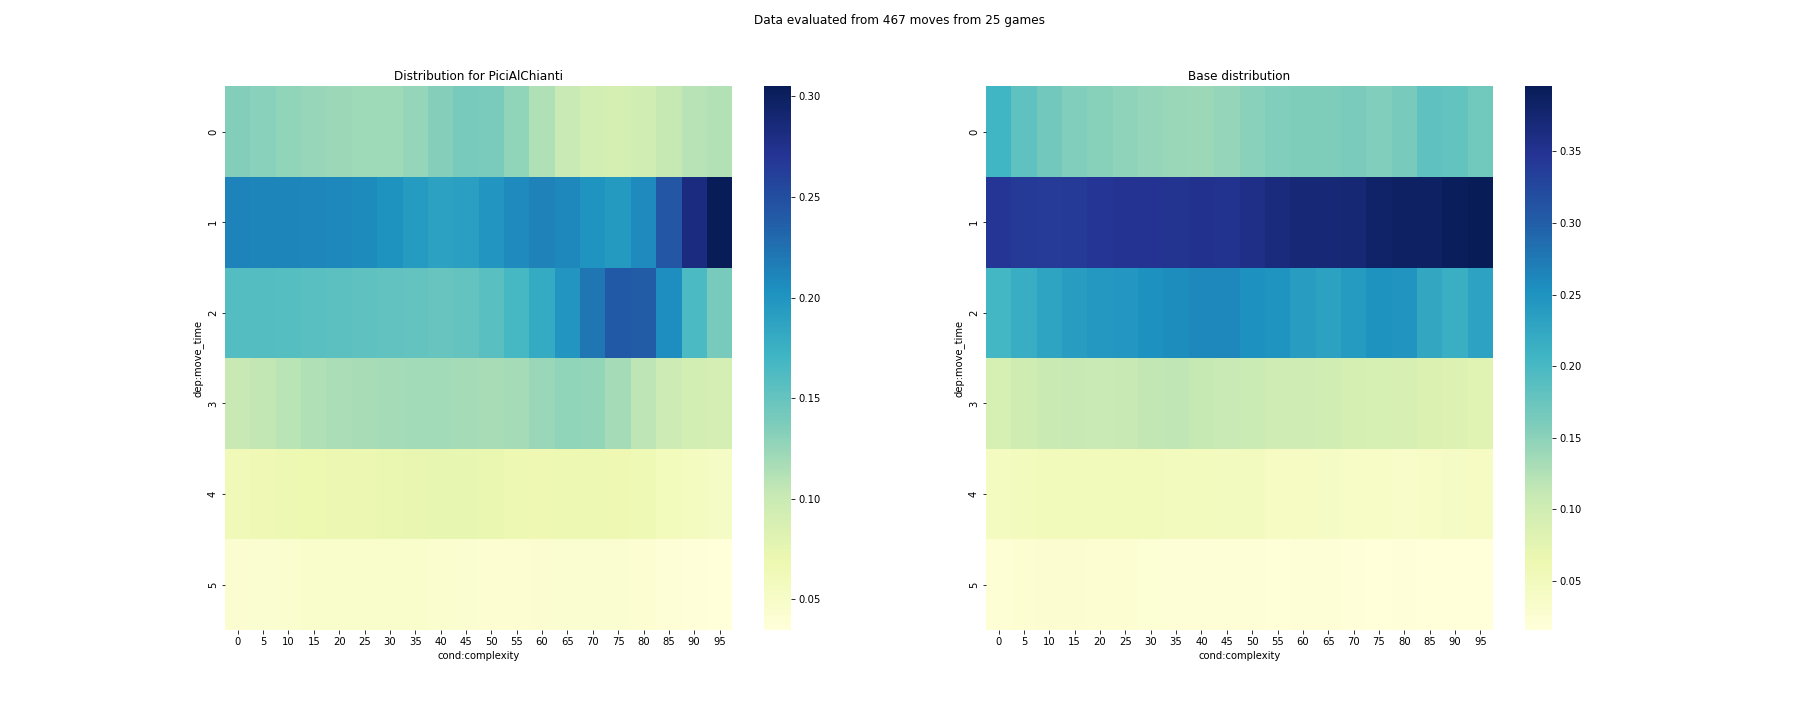 Data evaluated from 467 moves from 25 games
Distribution for PiciAlChianti
dep:move_time
0
1
2
3
4
5
0 5 10 15 20 25 30 35 40 45 50 55 60 65 70 75 80 85 90 95
cond:complexity
0.30
0.25
0.20
0.15
0.10
0.05
Base distribution
dep:move_time
0
1
2
3
4
5
0 5 10 15 20 25 30 35 40 45 50 55 60 65 70 75 80 85 90 95
cond:complexity
0.35
0.30
0.25
0.20
0.15
0.10
0.05